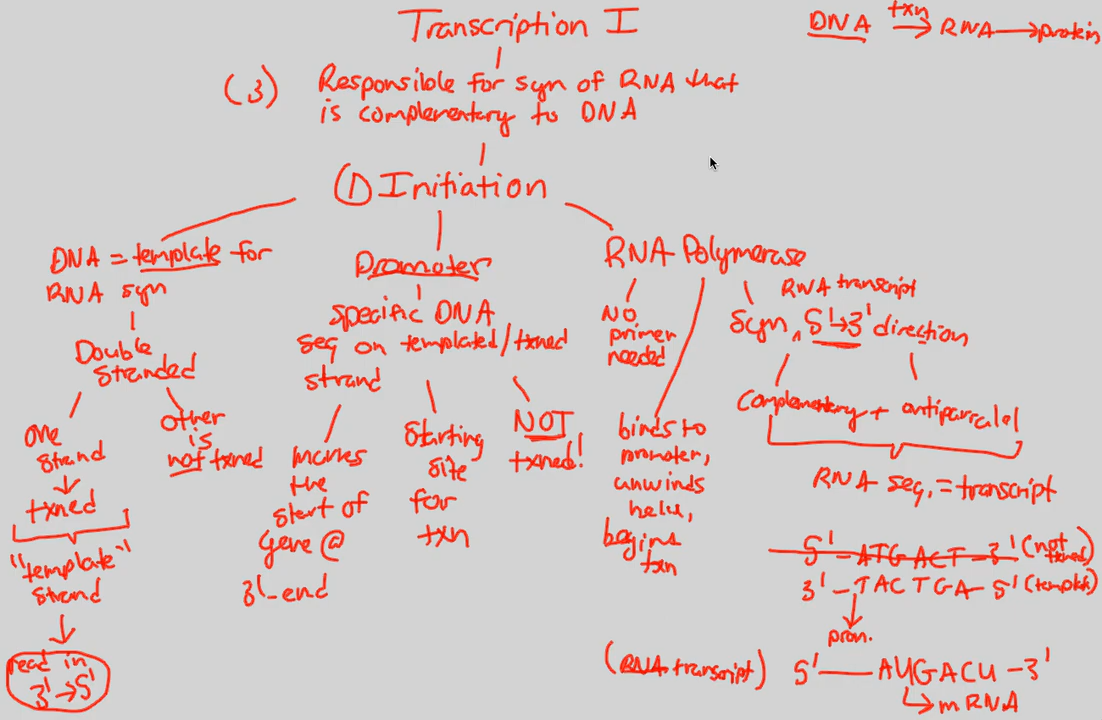 Transcription I
DNA txn → RNA → protein
(3) Responsible for syn of RNA that
is complementary to DNA
① Initiation
DNA = template for
RNA syn
Double
Stranded
one
strand
txned
"template"
strand
read in
3' → 5'
other
is
not txned
Promoter
specific DNA
seq on templated/txned
strand
marks
the
start of
gene @
3'-end
starting
site
for
txn
NOT
txned!
RNA Polymerase
NO
primer
needed
binds to
promoter,
unwinds
helix,
begins
txn
RNA transcript
Syn, 5'→3' direction
Complementary + antiparralel
RNA seq, = transcript
5' - ATGACT - 3' (not
txned)
3' - TACTGA - 5' (template)
prom.
(RNA transcript) 5' — AUGACU - 3'
mRNA